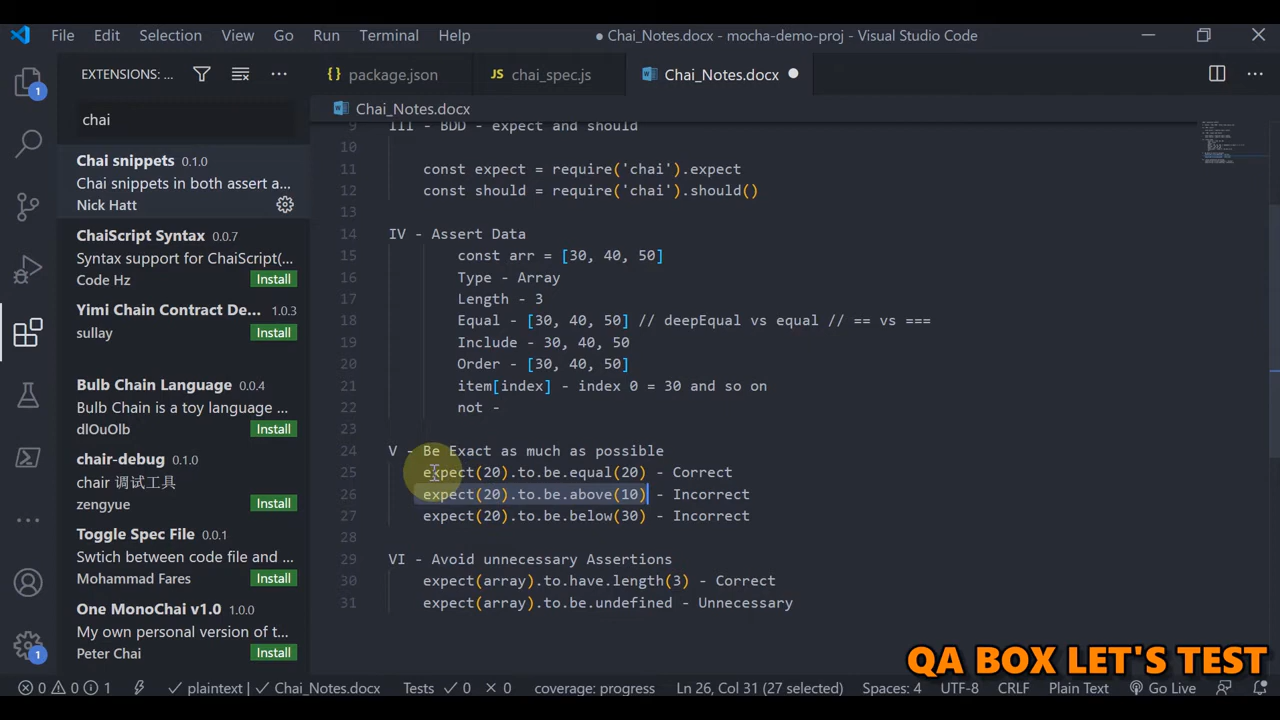 File Edit Selection View Go Run Terminal Help
● Chai_Notes.docx - mocha-demo-proj - Visual Studio Code
EXTENSIONS: ...
chai
Chai snippets 0.1.0
Chai snippets in both assert a...
Nick Hatt
ChaiScript Syntax 0.0.7
Syntax support for ChaiScript(...
Code Hz Install
Yimi Chain Contract De... 1.0.3
sullay Install
Bulb Chain Language 0.0.4
Bulb Chain is a toy language ...
dlOuOlb Install
chair-debug 0.1.0
chair 调试工具
zengyue Install
Toggle Spec File 0.0.1
Swtich between code file and ...
Mohammad Fares Install
One MonoChai v1.0 1.0.0
My own personal version of t...
Peter Chai Install
1
1
package.json
JS chai_spec.js
Chai_Notes.docx
Chai_Notes.docx
9 III - BDD - expect and should
10
11 const expect = require('chai').expect
12 const should = require('chai').should()
13
14 IV - Assert Data
15 const arr = [30, 40, 50]
16 Type - Array
17 Length - 3
18 Equal - [30, 40, 50] // deepEqual vs equal // == vs ===
19 Include - 30, 40, 50
20 Order - [30, 40, 50]
21 item[index] - index 0 = 30 and so on
22 not -
23
24 V - Be Exact as much as possible
25 expect(20).to.be.equal(20) - Correct
26 expect(20).to.be.above(10) - Incorrect
27 expect(20).to.be.below(30) - Incorrect
28
29 VI - Avoid unnecessary Assertions
30 expect(array).to.have.length(3) - Correct
31 expect(array).to.be.undefined - Unnecessary
QA BOX LET'S TEST
0 0 1 plaintext Chai_Notes.docx Tests 0 0 coverage: progress Ln 26, Col 31 (27 selected) Spaces: 4 UTF-8 CRLF Plain Text Go Live